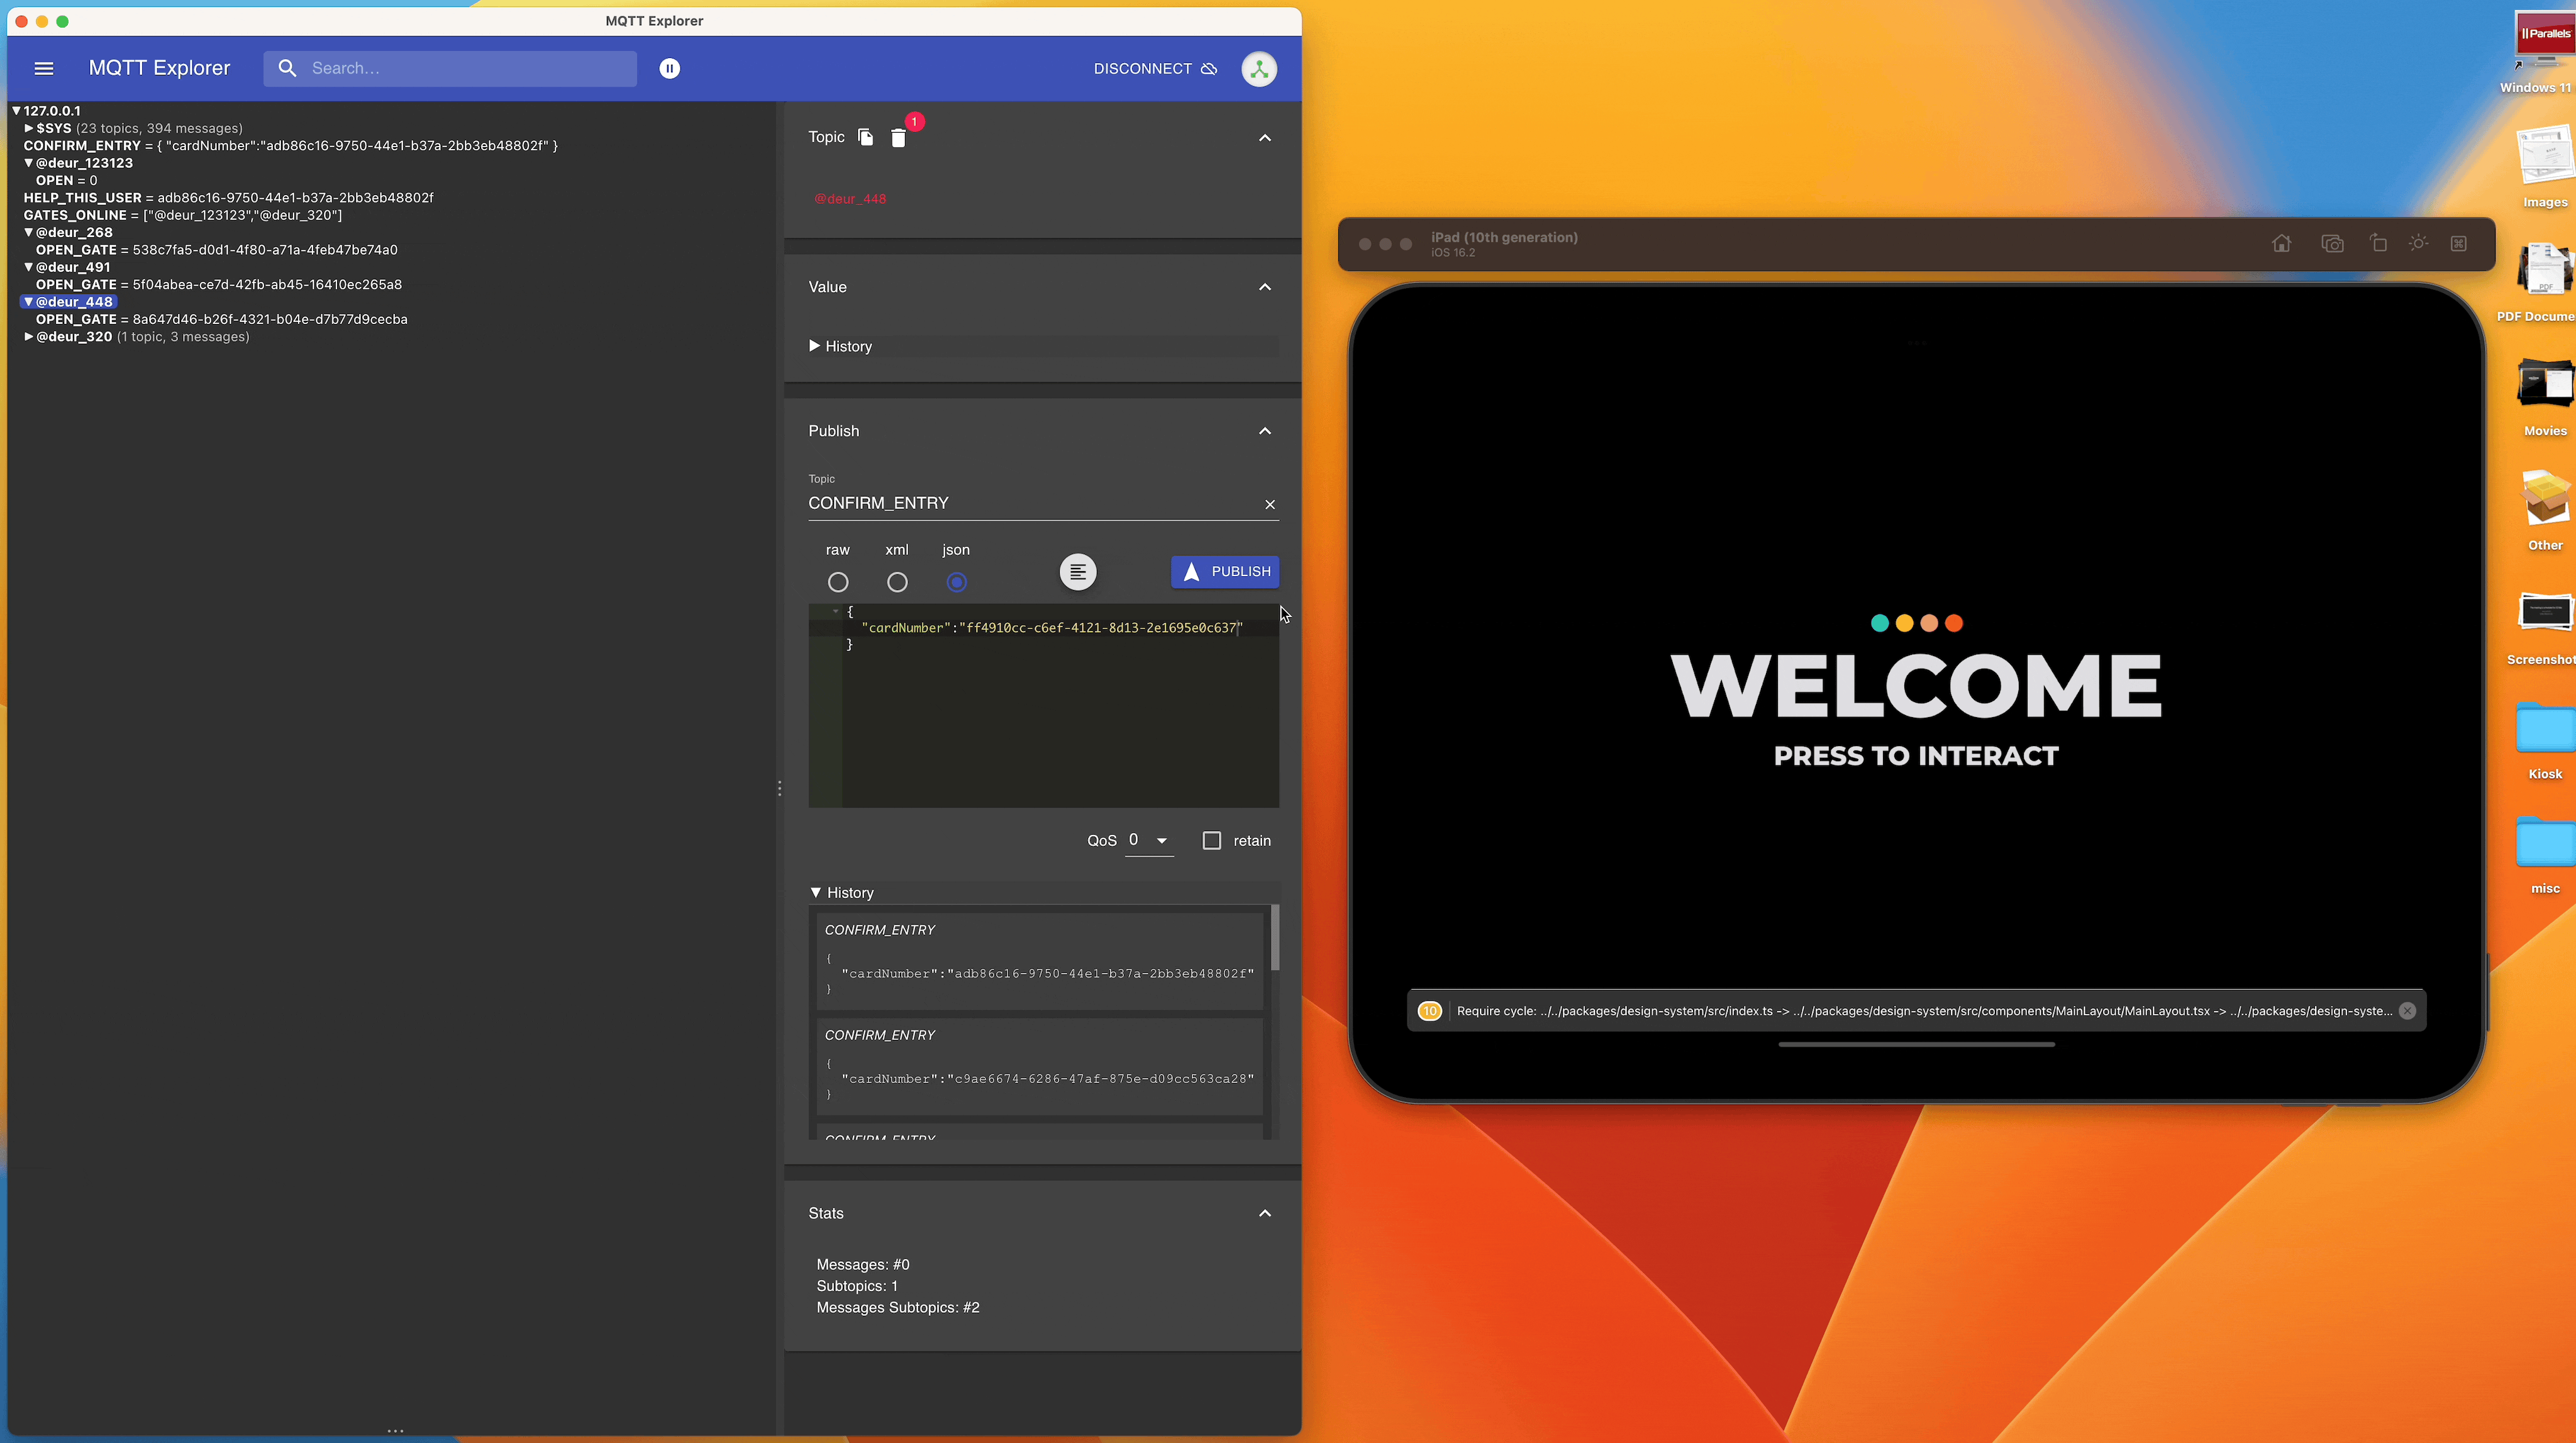 MQTT Explorer
MQTT Explorer
Search...
DISCONNECT
127.0.0.1
$SYS (23 topics, 394 messages)
CONFIRM_ENTRY = { "cardNumber":"adb86c16-9750-44e1-b37a-2bb3eb48802f" }
@deur_123123
OPEN = 0
HELP_THIS_USER = adb86c16-9750-44e1-b37a-2bb3eb48802f
GATES_ONLINE = ["@deur_123123","@deur_320"]
@deur_268
OPEN_GATE = 538c7fa5-d0d1-4f80-a71a-4feb47be74a0
@deur_491
OPEN_GATE = 5f04abea-ce7d-42fb-ab45-16410ec265a8
@deur_448
OPEN_GATE = 8a647d46-b26f-4321-b04e-d7b77d9cecba
@deur_320 (1 topic, 3 messages)
Topic
1
@deur_448
Value
History
Publish
Topic
CONFIRM_ENTRY
raw xml json
PUBLISH
{
"cardNumber":"ff4910cc-c6ef-4121-8d13-2e1695e0c637"
}
QoS 0 retain
History
CONFIRM_ENTRY
{
"cardNumber":"adb86c16-9750-44e1-b37a-2bb3eb48802f"
}
CONFIRM_ENTRY
{
"cardNumber":"c9ae6674-6286-47af-875e-d09cc563ca28"
}
CONFIRM_ENTRY
Stats
Messages: #0
Subtopics: 1
Messages Subtopics: #2
iPad (10th generation)
iOS 16.2
WELCOME
PRESS TO INTERACT
10 Require cycle: ../../packages/design-system/src/index.ts -> ../../packages/design-system/src/components/MainLayout/MainLayout.tsx -> ../../packages/design-syste...
Parallels
Windows 11
Images
PDF
PDF Docume
Movies
Other
Screenshot
Kiosk
misc